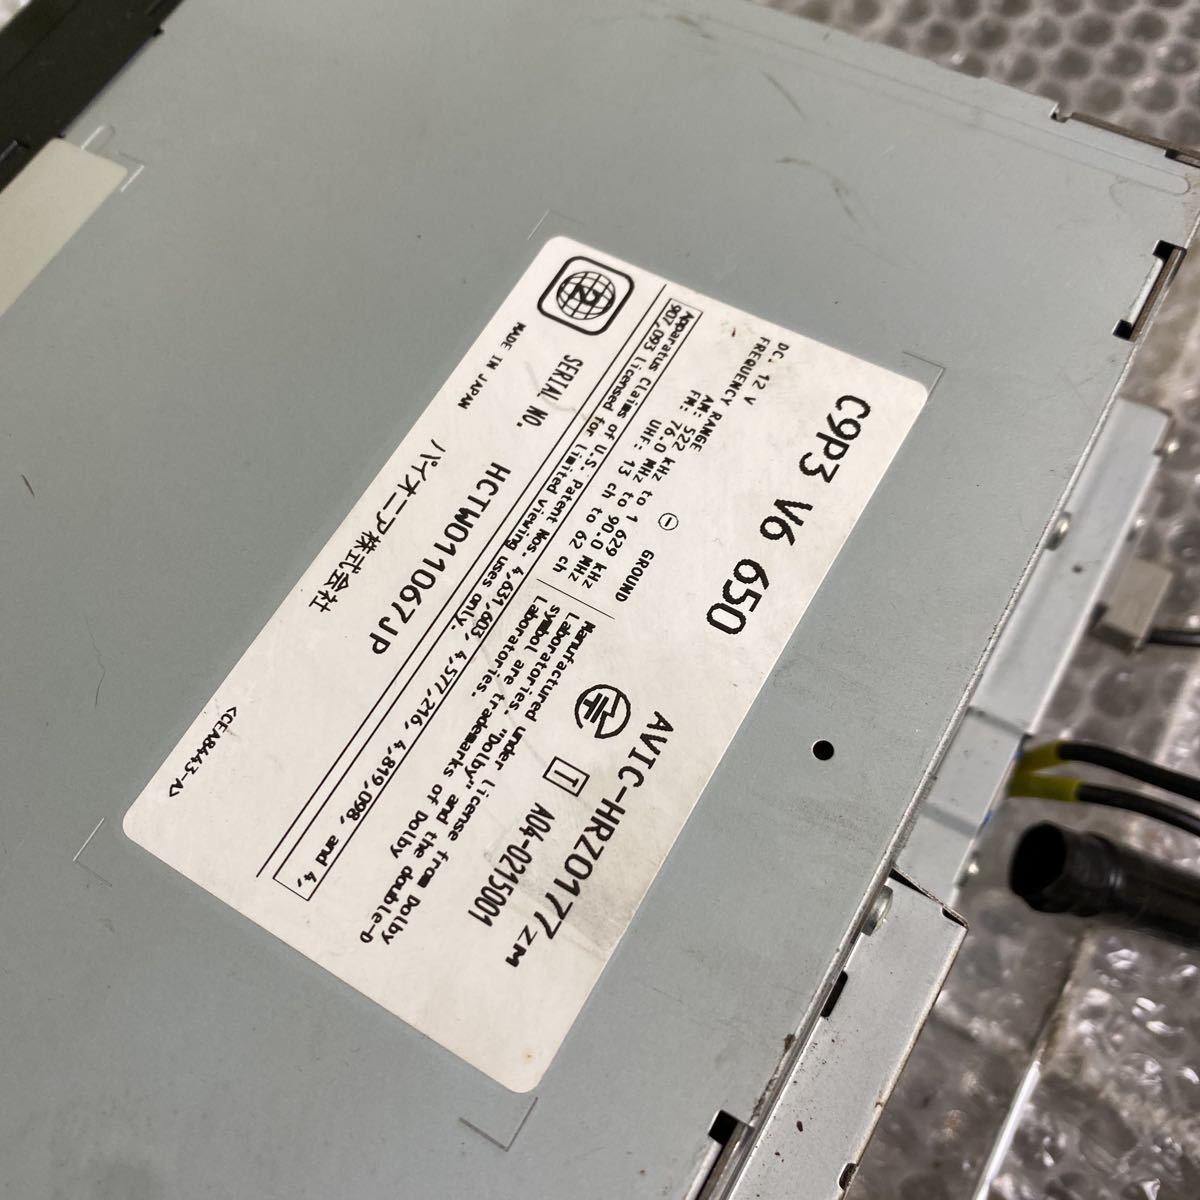 C9P3 V6 650
AVIC-HRZ0177ZM
DC. 12 V
GROUND
FREQUENCY RANGE
AM: 522 kHz to 1 629 kHz
FM: 76.0 MHz to 90.0 MHz
UHF: 13 ch to 62 ch
T A04-0215001
Manufactured under license from Dolby
Laboratories. "Dolby" and the double-D
symbol are trademarks of Dolby
Laboratories.
Apparatus Claims of U.S. Patent Nos. 4,631,603, 4,577,216, 4,819,098, and 4,
907,093 licensed for limited viewing uses only.
2
SERIAL NO.
HCTW011067JP
MADE IN JAPAN
パイオニア株式会社
<CEA8443-A>